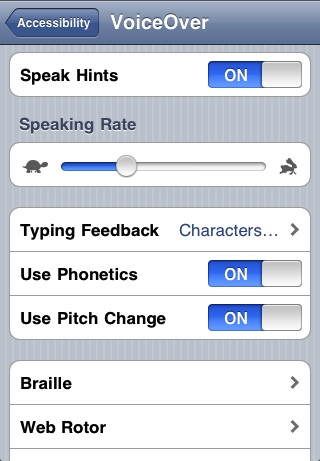 Accessibility
VoiceOver
Speak Hints ON
Speaking Rate
Typing Feedback Characters...
Use Phonetics ON
Use Pitch Change ON
Braille
Web Rotor